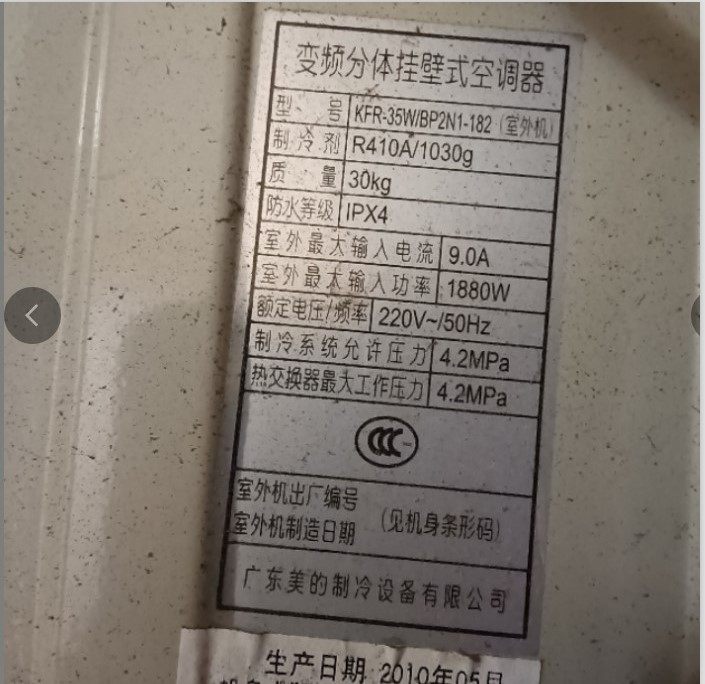 变频分体挂壁式空调器
型 号 KFR-35W/BP2N1-182（室外机）
制冷剂 R410A/1030g
质 量 30kg
防水等级 IPX4
室外最大输入电流 9.0A
室外最大输入功率 1880W
额定电压/频率 220V~/50Hz
制冷系统允许压力 4.2MPa
热交换器最大工作压力 4.2MPa
CCC
室外机出厂编号
室外机制造日期 （见机身条形码）
广东美的制冷设备有限公司
生产日期 2010年05月